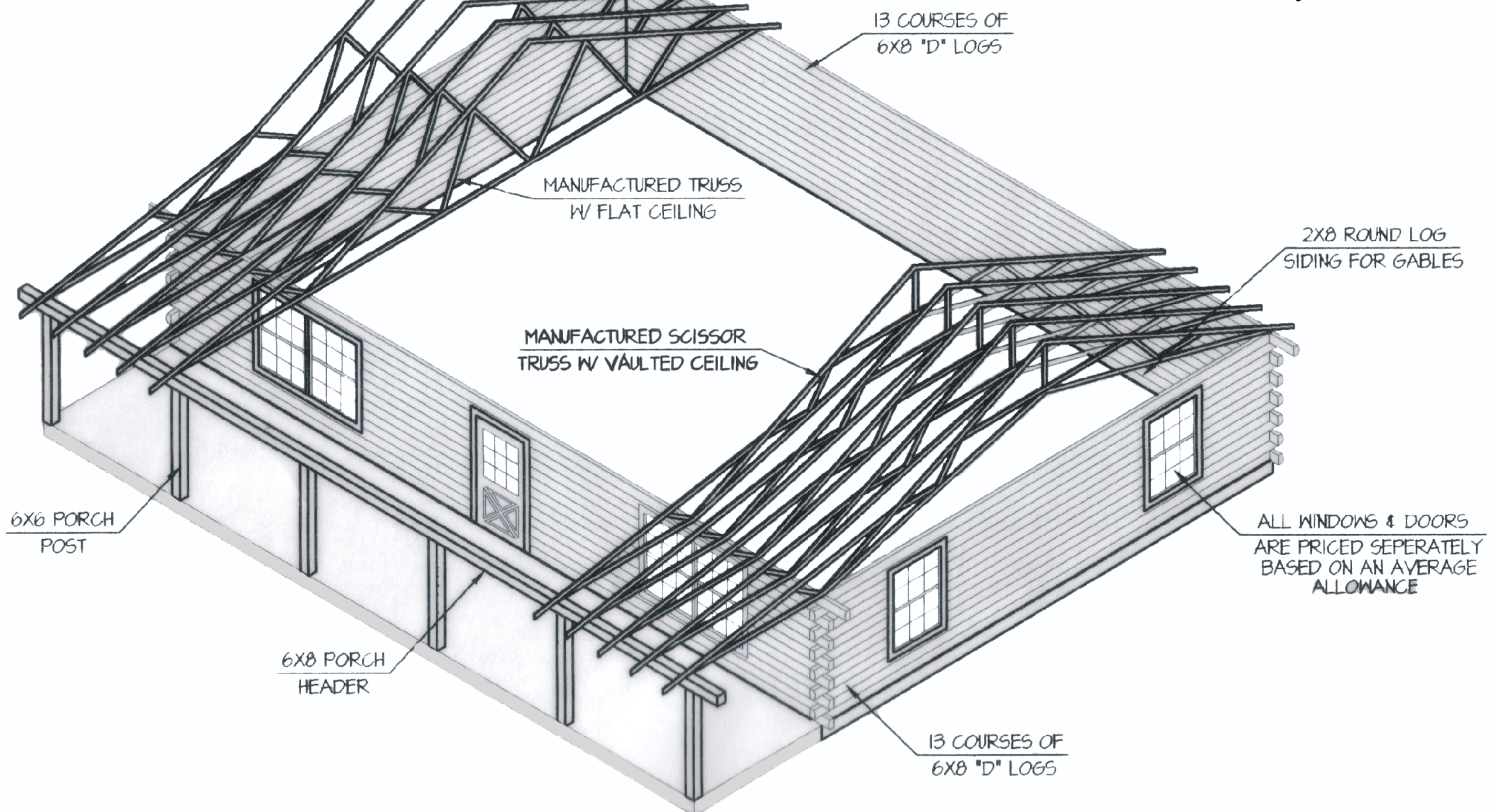 13 COURSES OF
6X8 "D" LOGS
MANUFACTURED TRUSS
W/ FLAT CEILING
2X8 ROUND LOG
SIDING FOR GABLES
MANUFACTURED SCISSOR
TRUSS W/ VAULTED CEILING
6X6 PORCH
POST
ALL WINDOWS & DOORS
ARE PRICED SEPERATELY
BASED ON AN AVERAGE
ALLOWANCE
6X8 PORCH
HEADER
13 COURSES OF
6X8 "D" LOGS